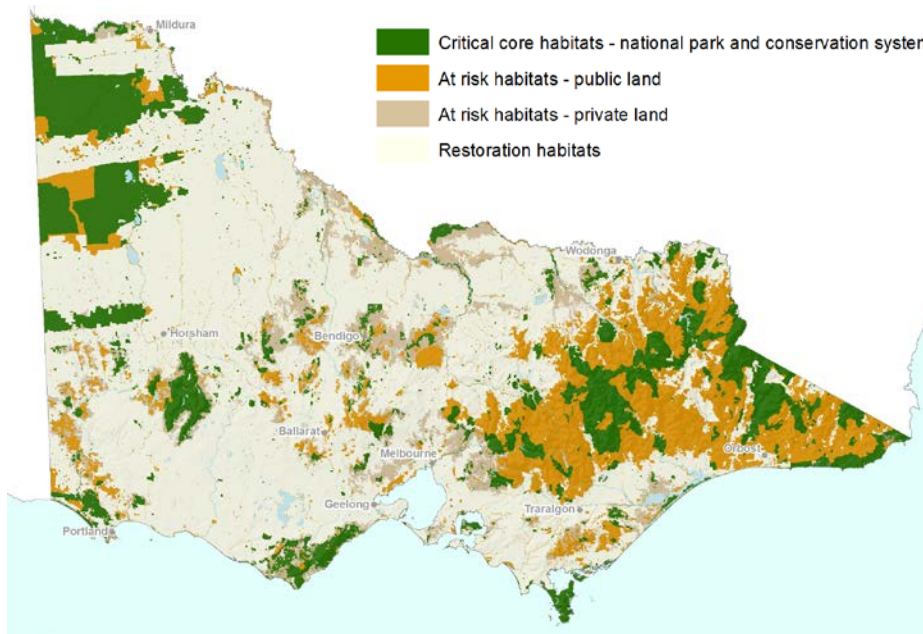 Mildura
Critical core habitats - national park and conservation system
At risk habitats - public land
At risk habitats - private land
Restoration habitats
Wodonga
Horsham
Bendigo
Ballarat
Melbourne
Orbost
Geelong
Traralgon
Portland